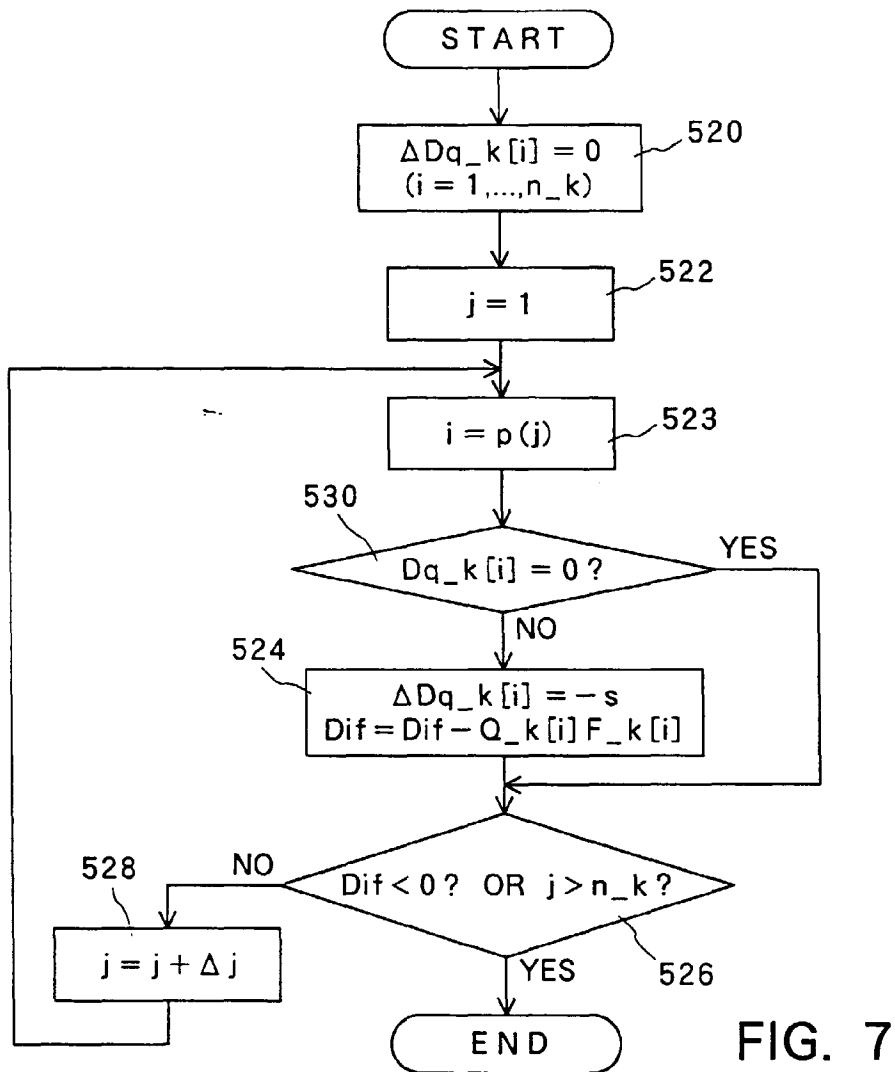 START
520
ΔDq_k[i] = 0
(i = 1,...,n_k)
522
j = 1
i = p(j)
523
530
Dq_k[i] = 0?
YES
NO
524
ΔDq_k[i] = -s
Dif = Dif - Q_k[i] F_k[i]
528
NO
Dif < 0? OR j > n_k?
j = j + Δj
526
YES
END
FIG. 7